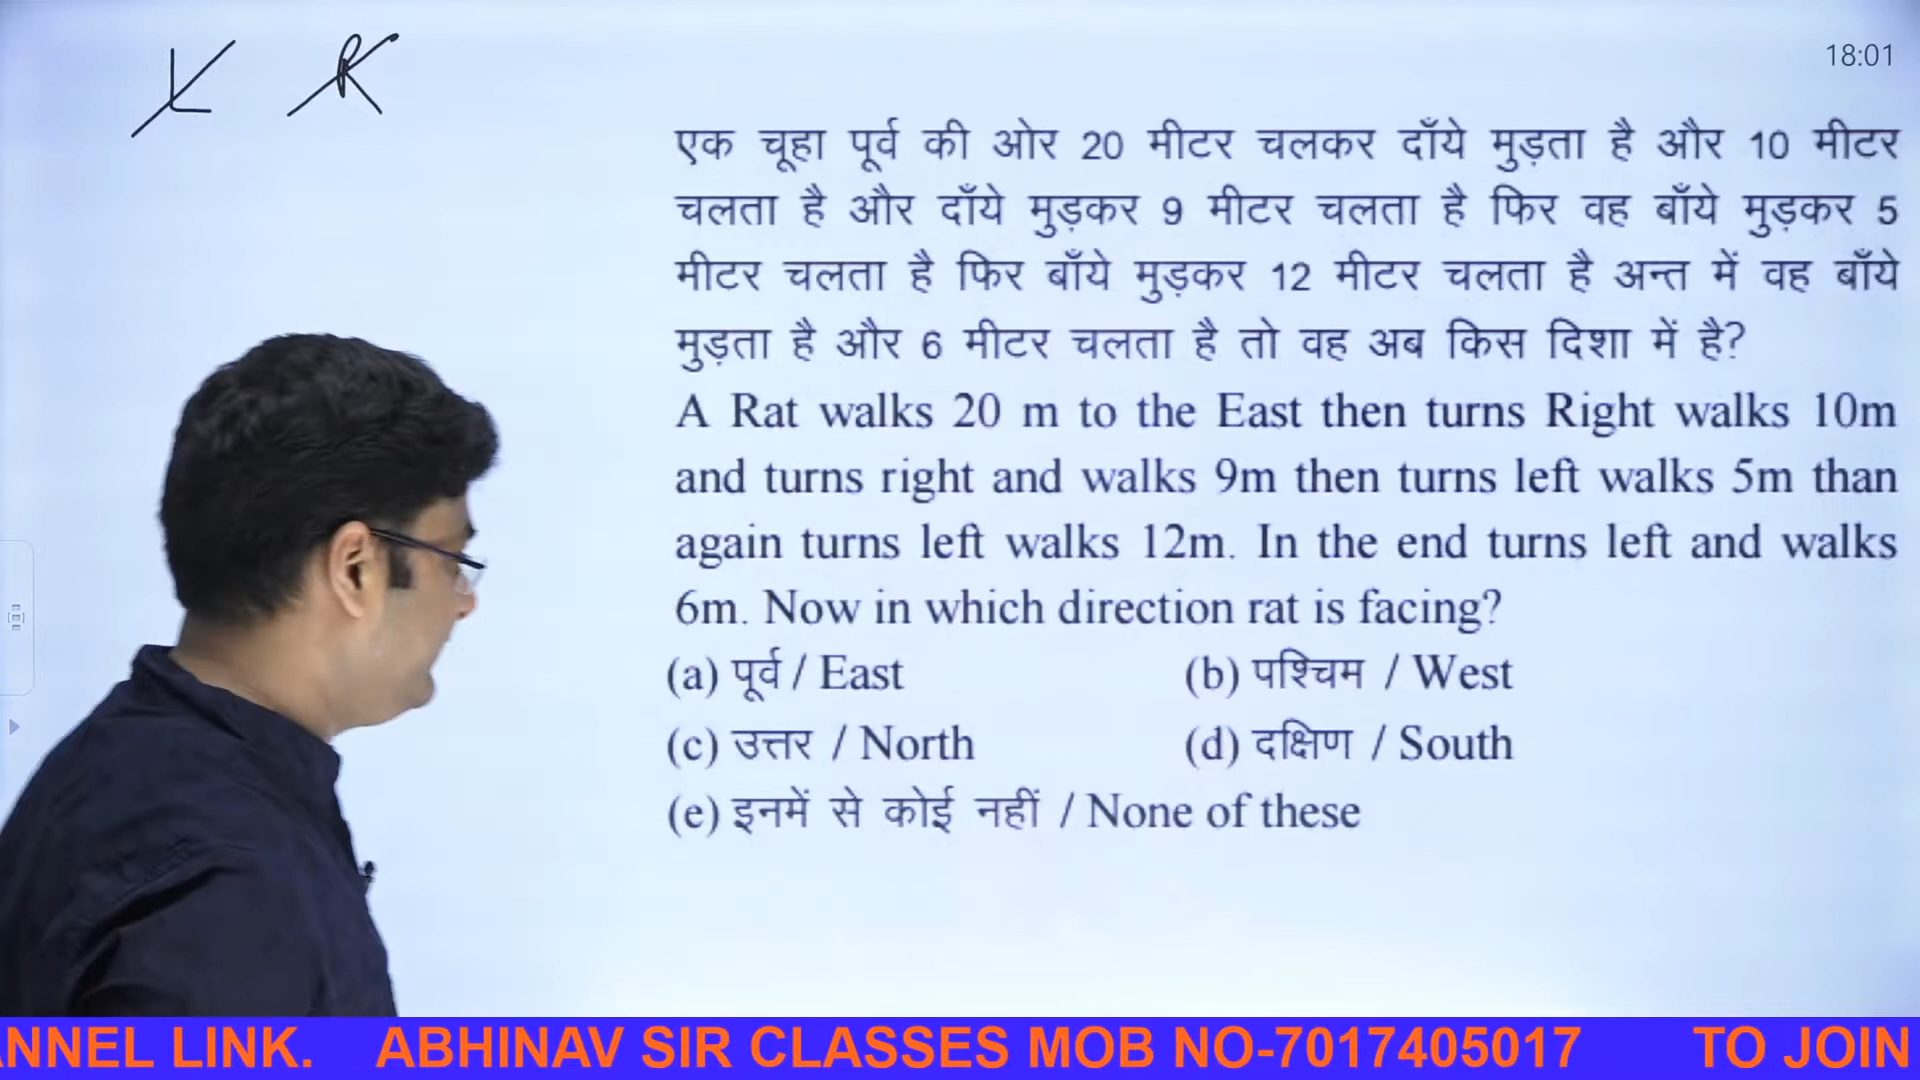 L R
18:01
एक चूहा पूर्व की ओर 20 मीटर चलकर दाँये मुड़ता है और 10 मीटर
चलता है और दाँये मुड़कर 9 मीटर चलता है फिर वह बाँये मुड़कर 5
मीटर चलता है फिर बाँये मुड़कर 12 मीटर चलता है अन्त में वह बाँये
मुड़ता है और 6 मीटर चलता है तो वह अब किस दिशा में है?
A Rat walks 20 m to the East then turns Right walks 10m
and turns right and walks 9m then turns left walks 5m than
again turns left walks 12m. In the end turns left and walks
6m. Now in which direction rat is facing?
(a) पूर्व / East (b) पश्चिम / West
(c) उत्तर / North (d) दक्षिण / South
(e) इनमें से कोई नहीं / None of these
ANNEL LINK. ABHINAV SIR CLASSES MOB NO-7017405017 TO JOIN